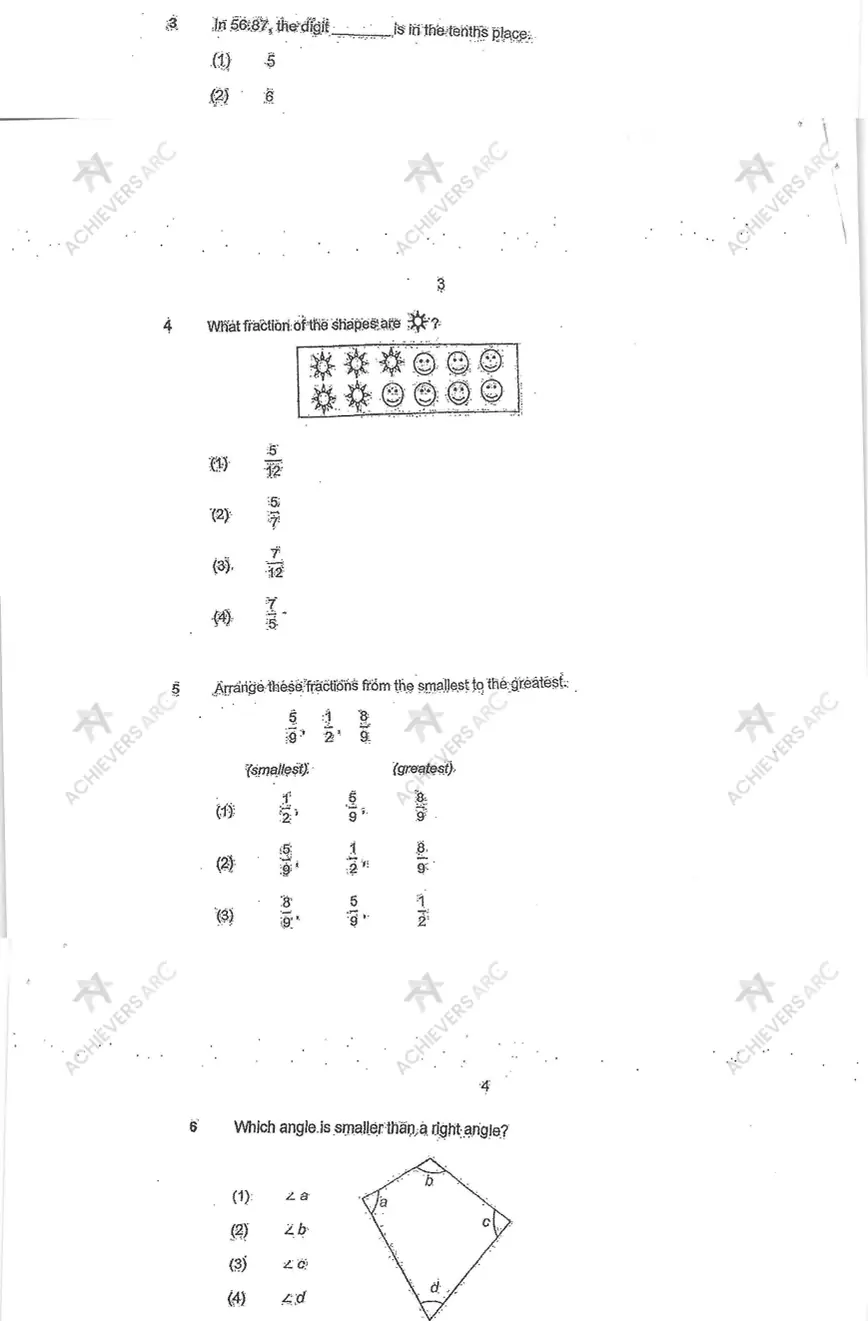 3 In 56.87, the digit _______ is in the tenths place.
(1) 5
(2) 6
ACHIEVERS ARC ACHIEVERS ARC ACHIEVERS ARC
3
4 What fraction of the shapes are ?
(1) 5/12
(2) 5/7
(3) 7/12
(4) 7/5
5 Arrange these fractions from the smallest to the greatest.
5/9, 1/2, 8/9
ACHIEVERS ARC ACHIEVERS ARC ACHIEVERS ARC
(smallest) (greatest)
(1) 1/2, 5/9, 8/9
(2) 5/9, 1/2, 8/9
(3) 8/9, 5/9, 1/2
ACHIEVERS ARC ACHIEVERS ARC ACHIEVERS ARC
4
6 Which angle is smaller than a right angle?
(1) ∠a
(2) ∠b
(3) ∠c
(4) ∠d
b
a
c
d